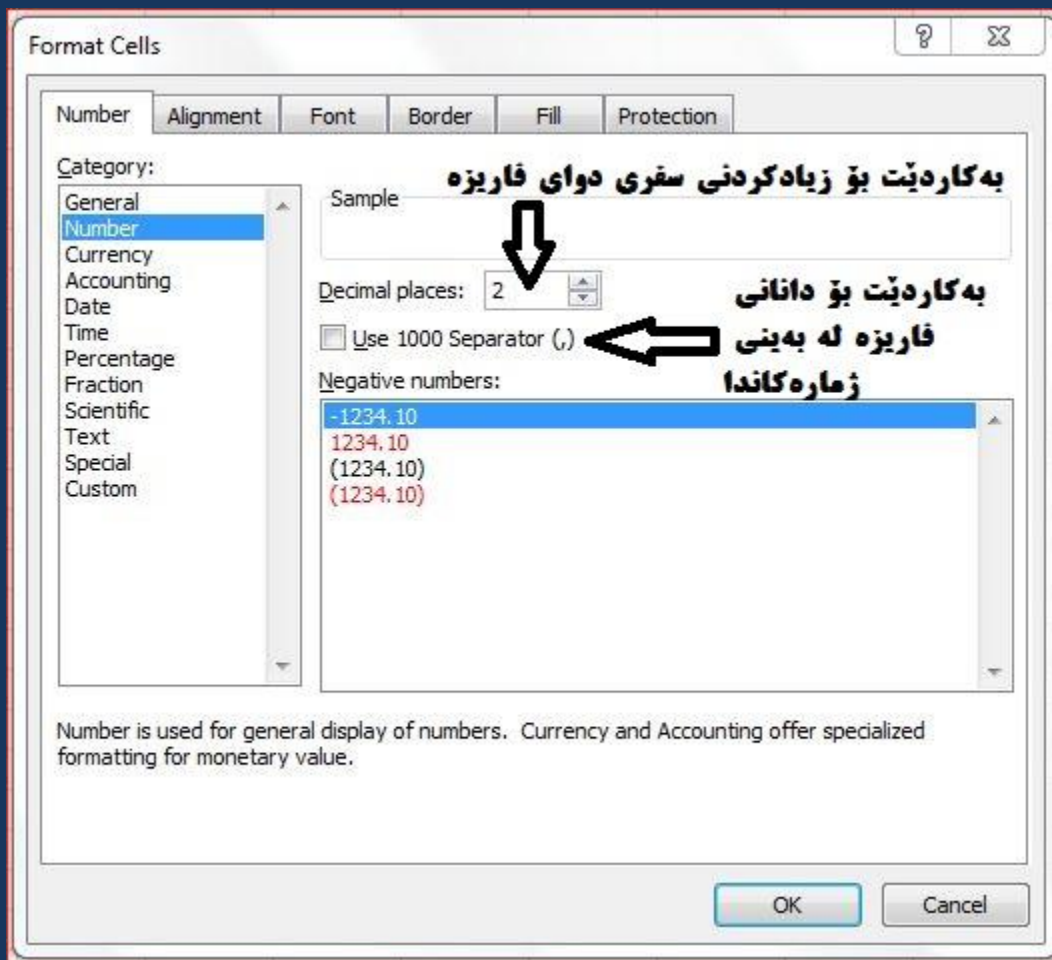 Format Cells
Number Alignment Font Border Fill Protection
Category:
General
Number
Currency
Accounting
Date
Time
Percentage
Fraction
Scientific
Text
Special
Custom
بەکاردێت بۆ زیادکردنی سفری دوای فاریزە
Sample
Decimal places: 2
Use 1000 Separator (,)
بەکاردێت بۆ دانانی
فاریزە لە بەینی
ژمارەکاندا
Negative numbers:
-1234.10
1234.10
(1234.10)
(1234.10)
Number is used for general display of numbers. Currency and Accounting offer specialized
formatting for monetary value.
OK Cancel